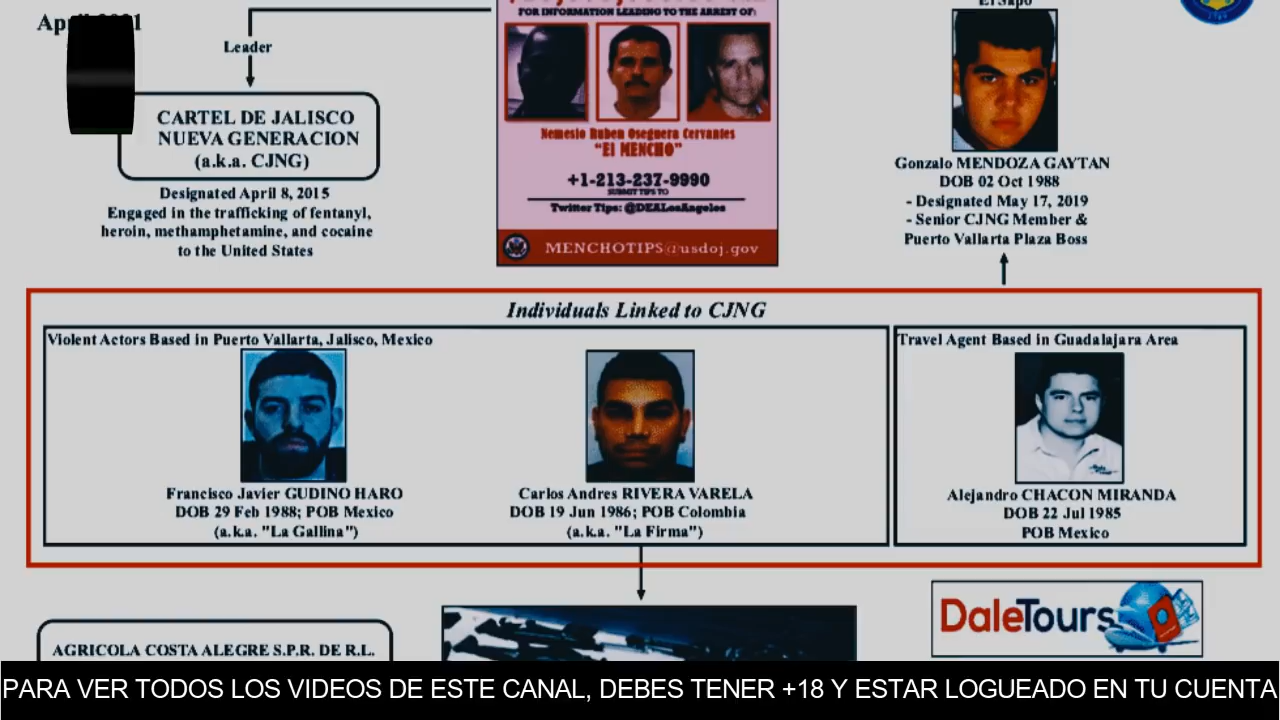 April 2021
Leader
CARTEL DE JALISCO
NUEVA GENERACION
(a.k.a. CJNG)
Designated April 8, 2015
Engaged in the trafficking of fentanyl,
heroin, methamphetamine, and cocaine
to the United States
FOR INFORMATION LEADING TO THE ARREST OF:
Nemesio Ruben Oseguera Cervantes
"El MENCHO"
+1-213-237-9990
SUBMIT TIPS TO
Twitter Tips: @DEALosAngeles
MENCHOTIPS@usdoj.gov
El Sapo
Gonzalo MENDOZA GAYTAN
DOB 02 Oct 1988
- Designated May 17, 2019
- Senior CJNG Member &
Puerto Vallarta Plaza Boss
Individuals Linked to CJNG
Violent Actors Based in Puerto Vallarta, Jalisco, Mexico
Francisco Javier GUDINO HARO
DOB 29 Feb 1988; POB Mexico
(a.k.a. "La Gallina")
Carlos Andres RIVERA VARELA
DOB 19 Jun 1986; POB Colombia
(a.k.a. "La Firma")
Travel Agent Based in Guadalajara Area
Alejandro CHACON MIRANDA
DOB 22 Jul 1985
POB Mexico
AGRICOLA COSTA ALEGRE S.P.R. DE R.L.
DaleTours
PARA VER TODOS LOS VIDEOS DE ESTE CANAL, DEBES TENER +18 Y ESTAR LOGUEADO EN TU CUENTA